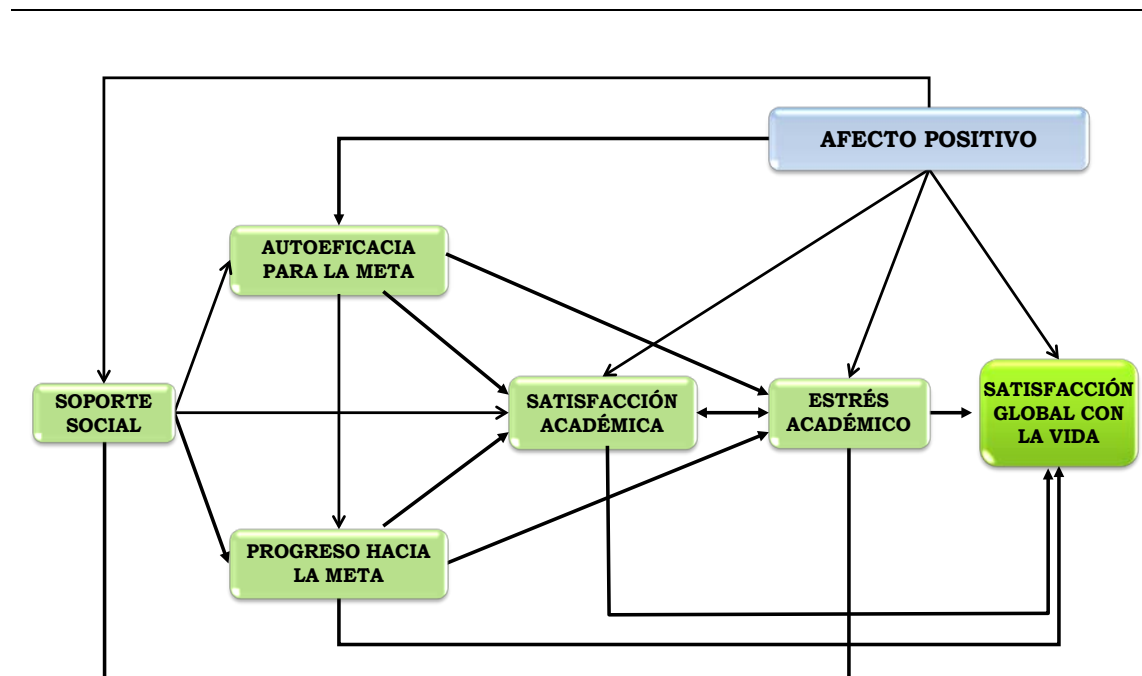 AFECTO POSITIVO
AUTOEFICACIA
PARA LA META
SOPORTE
SOCIAL
SATISFACCIÓN
ACADÉMICA
ESTRÉS
ACADÉMICO
SATISFACCIÓN
GLOBAL CON
LA VIDA
PROGRESO HACIA
LA META